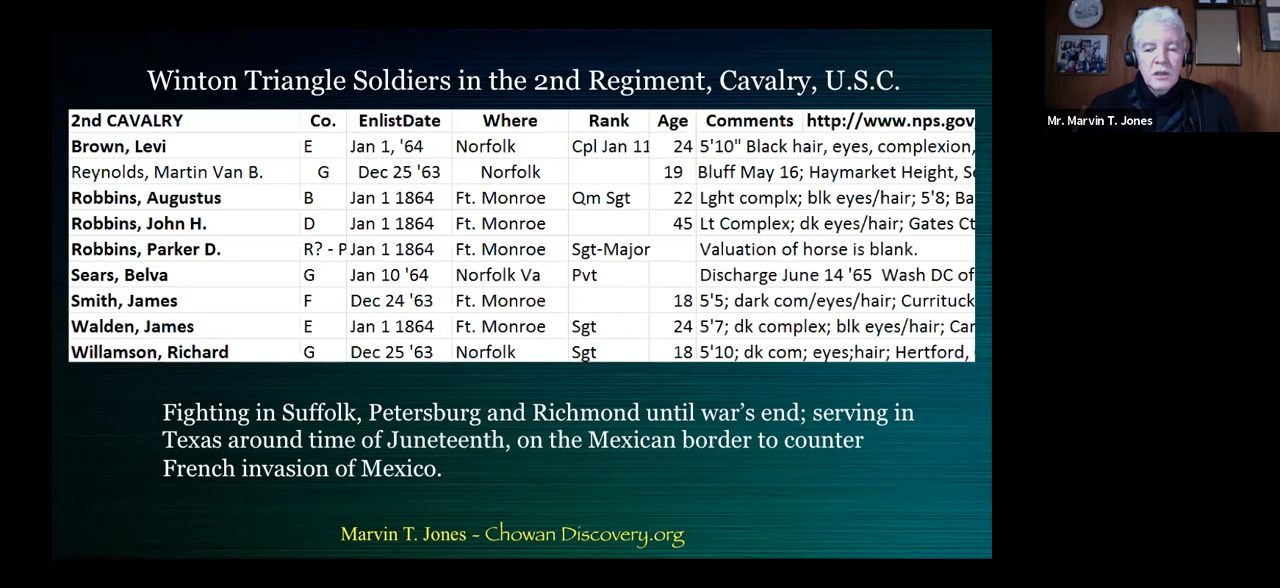 Winton Triangle Soldiers in the 2nd Regiment, Cavalry, U.S.C.
2nd CAVALRY Co. EnlistDate Where Rank Age Comments http://www.nps.gov
Brown, Levi E Jan 1, '64 Norfolk Cpl Jan 11 24 5'10" Black hair, eyes, complexion,
Reynolds, Martin Van B. G Dec 25 '63 Norfolk 19 Bluff May 16; Haymarket Height, Se
Robbins, Augustus B Jan 1 1864 Ft. Monroe Qm Sgt 22 Lght complx; blk eyes/hair; 5'8; Ba
Robbins, John H. D Jan 1 1864 Ft. Monroe 45 Lt Complex; dk eyes/hair; Gates Ct
Robbins, Parker D. R? - P Jan 1 1864 Ft. Monroe Sgt-Major Valuation of horse is blank.
Sears, Belva G Jan 10 '64 Norfolk Va Pvt Discharge June 14 '65 Wash DC of
Smith, James F Dec 24 '63 Ft. Monroe 18 5'5; dark com/eyes/hair; Currituck
Walden, James E Jan 1 1864 Ft. Monroe Sgt 24 5'7; dk complex; blk eyes/hair; Car
Willamson, Richard G Dec 25 '63 Norfolk Sgt 18 5'10; dk com; eyes;hair; Hertford,
Fighting in Suffolk, Petersburg and Richmond until war's end; serving in
Texas around time of Juneteenth, on the Mexican border to counter
French invasion of Mexico.
Marvin T. Jones - Chowan Discovery.org
Mr. Marvin T. Jones